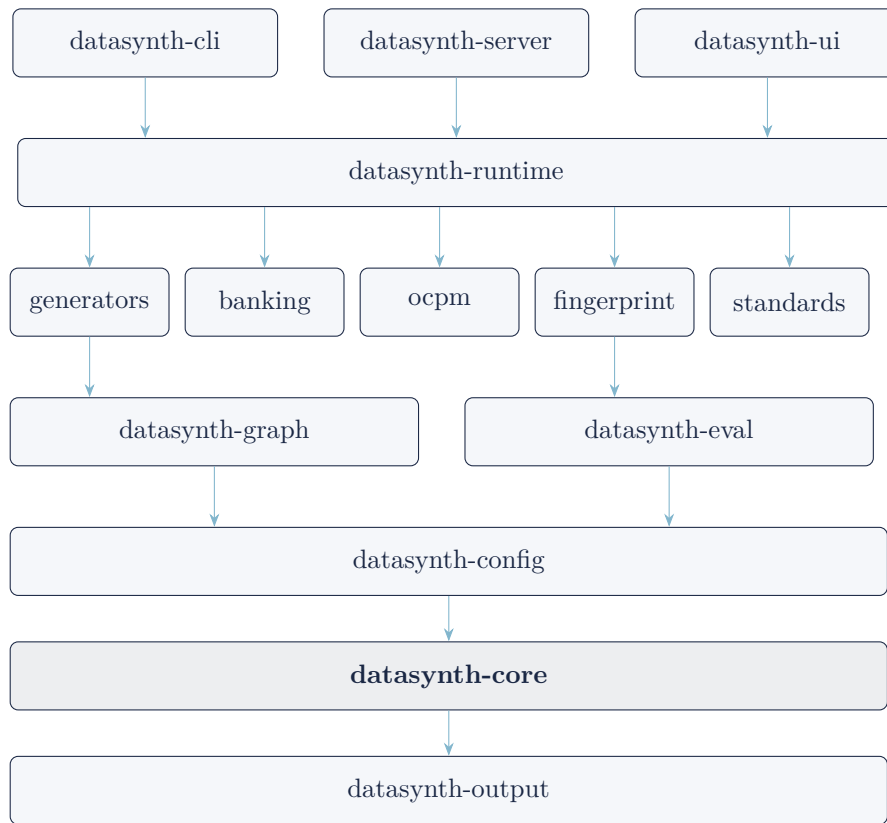 datasynth-cli
datasynth-server
datasynth-ui
datasynth-runtime
generators
banking
ocpm
fingerprint
standards
datasynth-graph
datasynth-eval
datasynth-config
datasynth-core
datasynth-output